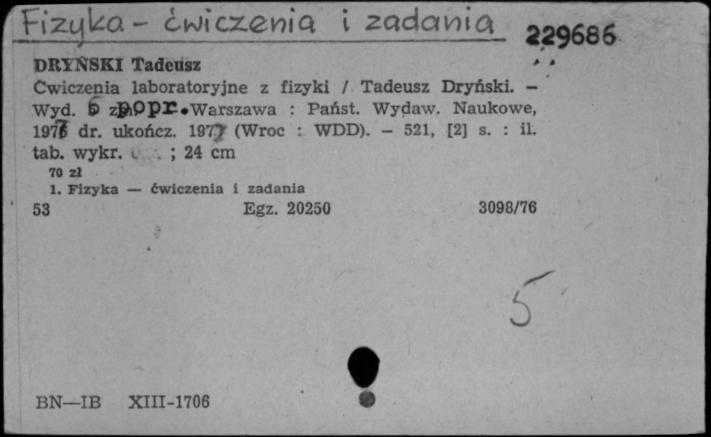 Fizyka - ćwiczenia i zadania
229686
DRYŃSKI Tadeusz
Ćwiczenia laboratoryjne z fizyki / Tadeusz Dryński. —
Wyd. 6 popr. Warszawa : Państ. Wydaw. Naukowe,
dr. ukończ. 1977 (Wroc : WDD). — 521, [2] s. : il.
tab. wykr. ; 24 cm
70 zł
1. Fizyka — ćwiczenia i zadania
53 Egz. 20250 3098/76
5
BN—IB XIII-1706